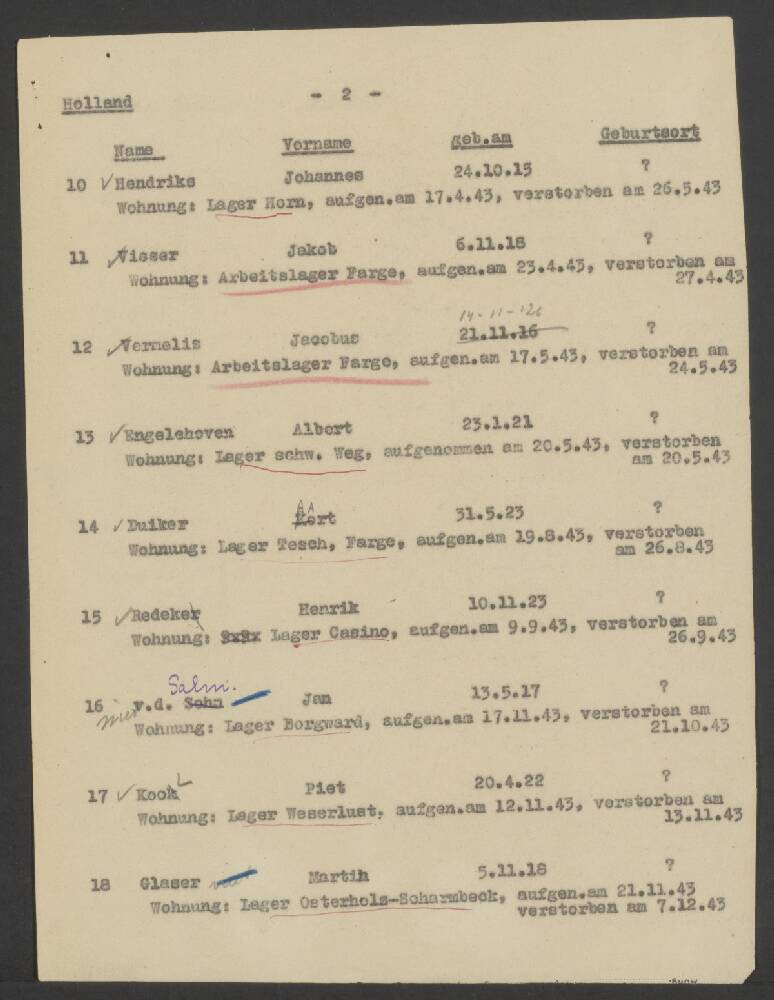 Holland - 2 -
Name Vorname geb.am Geburtsort
10 ✓ Hendriks Johannes 24.10.15 ?
Wohnung: Lager Horn, aufgen.am 17.4.43, verstorben am 26.5.43
11 ✓ Visser Jakob 6.11.18 ?
Wohnung: Arbeitslager Farge, aufgen.am 23.4.43, verstorben am
27.4.43
14-11-'26
12 ✓ Vermelis Jacobus 21.11.16 ?
Wohnung: Arbeitslager Farge, aufgen.am 17.5.43, verstorben am
24.5.43
13 ✓ Engelehoven Albert 23.1.21 ?
Wohnung: Lager schw. Weg, aufgenommen am 20.5.43, verstorben
am 20.5.43
14 ✓ Duiker 31.5.23 ?
Wohnung: Lager Tesch, Farge, aufgen.am 19.8.43, verstorben
am 26.8.43
15 ✓ Redeker Henrik 10.11.23 ?
Wohnung: Lager Casino, aufgen.am 9.9.43, verstorben am
26.9.43
Salm.
16 v.d. Sohn Jan 13.5.17 ?
Wohnung: Lager Borgward, aufgen.am 17.11.43, verstorben am
21.10.43
17 ✓ Kook L Piet 20.4.22 ?
Wohnung: Lager Weserlust, aufgen.am 12.11.43, verstorben am
13.11.43
18 Glaser Martin 5.11.18 ?
Wohnung: Lager Osterholz-Scharmbeck, aufgen.am 21.11.43
verstorben am 7.12.43